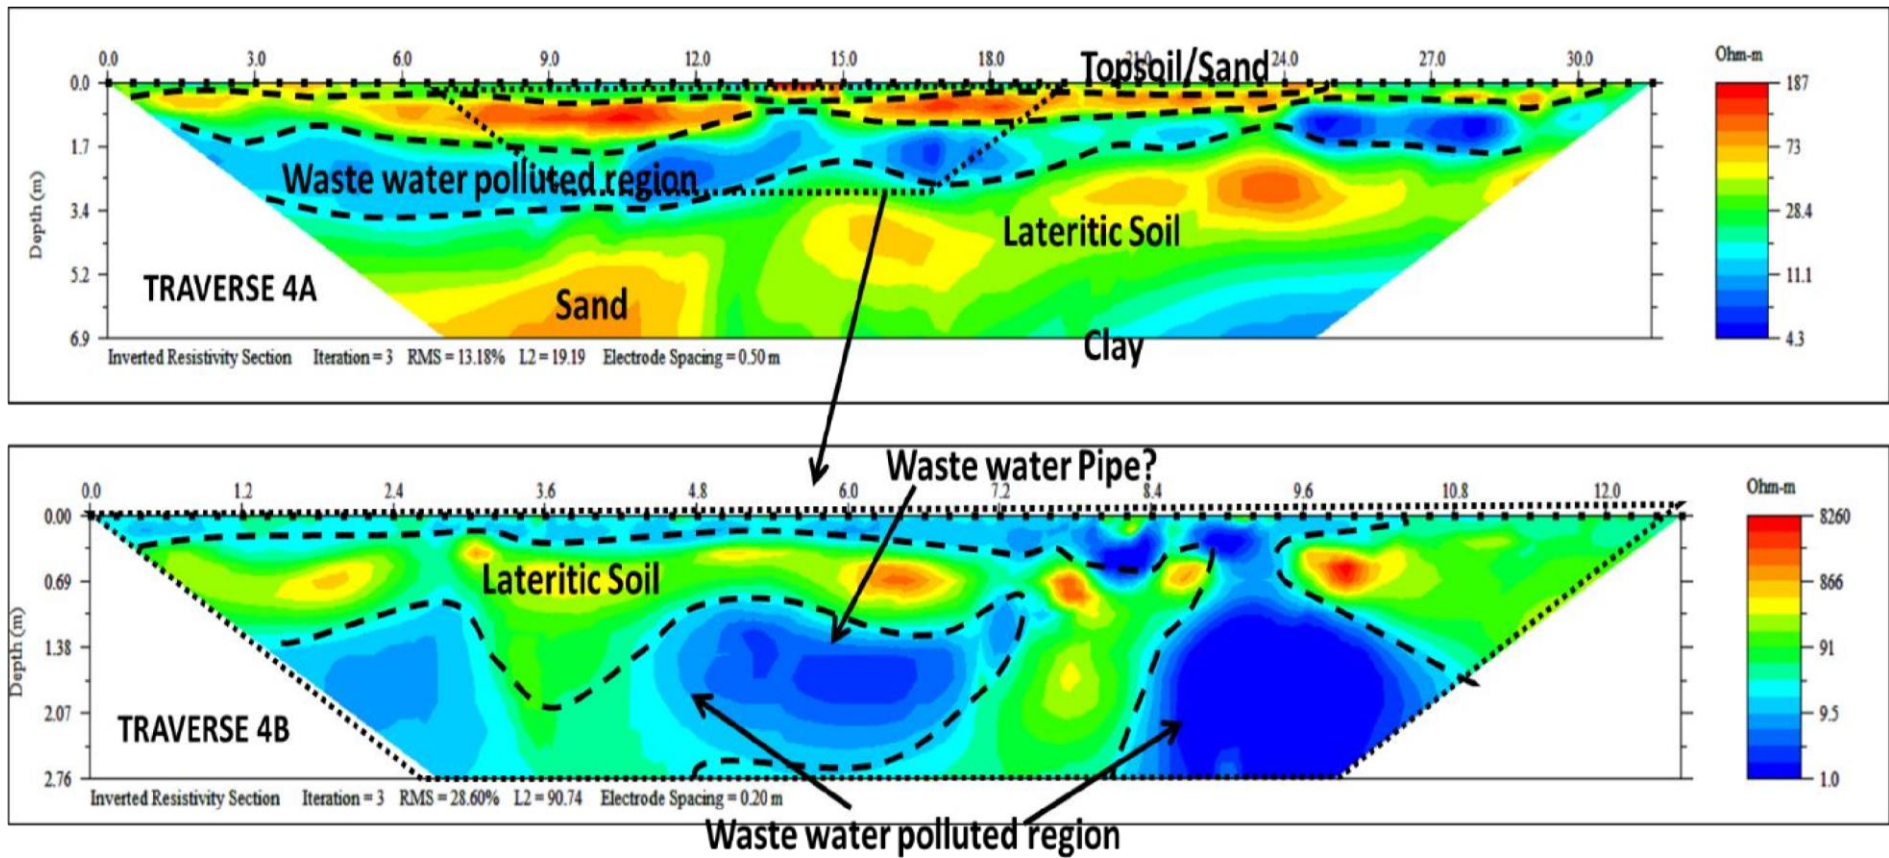 0.0 3.0 6.0 9.0 12.0 15.0 18.0 21.0 24.0 27.0 30.0
Ohm-m
Topsoil/Sand
0.0
1.7
3.4
5.2
6.9
Depth (m)
187
73
28.4
11.1
4.3
Waste water polluted region
Lateritic Soil
TRAVERSE 4A
Sand
Clay
Inverted Resistivity Section Iteration = 3 RMS = 13.18% L2 = 19.19 Electrode Spacing = 0.50 m
Waste water Pipe?
0.0 1.2 2.4 3.6 4.8 6.0 7.2 8.4 9.6 10.8 12.0
Ohm-m
0.00
0.69
1.38
2.07
2.76
Depth (m)
8260
866
91
9.5
1.0
Lateritic Soil
TRAVERSE 4B
Inverted Resistivity Section Iteration = 3 RMS = 28.60% L2 = 90.74 Electrode Spacing = 0.20 m
Waste water polluted region